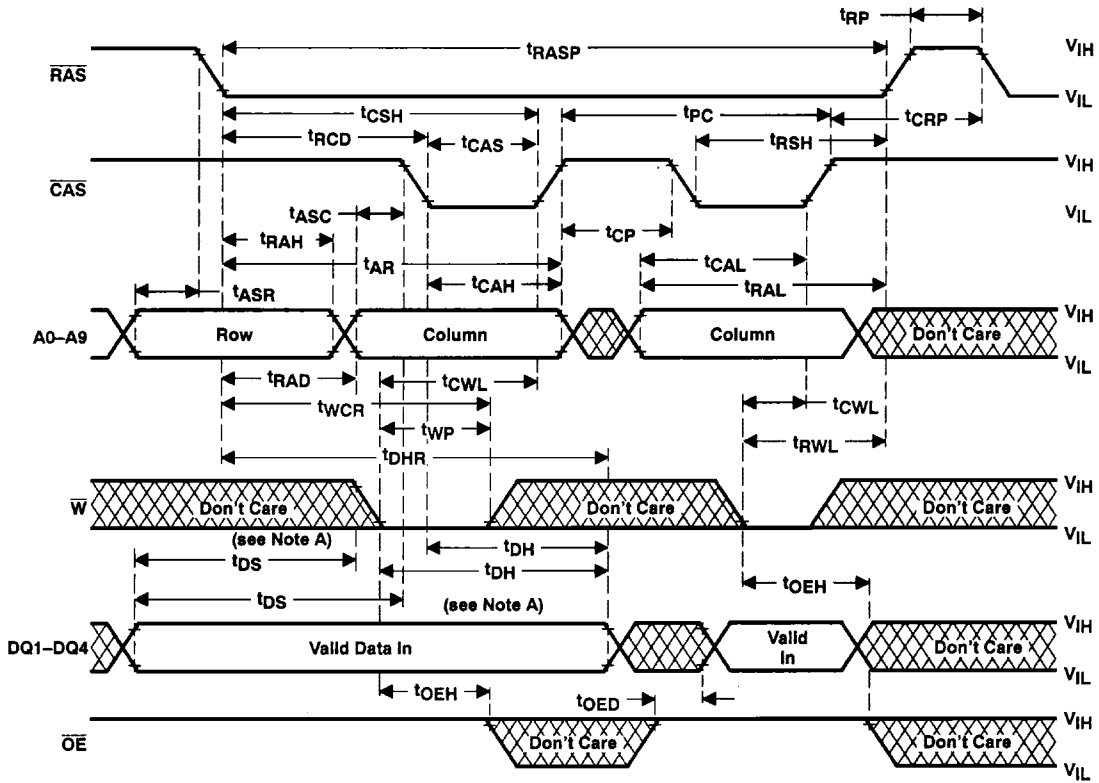 tRP
tRASP
RAS
VIH
VIL
tCSH
tPC
tRCD
tCAS
tRSH
tCRP
CAS
VIH
VIL
tASC
tRAH
tCP
tAR
tCAL
tCAH
tRAL
tASR
A0–A9
Row
Column
Column
Don't Care
VIH
VIL
tRAD
tCWL
tWCR
tCWL
tWP
tRWL
tDHR
W
Don't Care
Don't Care
Don't Care
VIH
VIL
(see Note A)
tDS
tDH
tDH
tOEH
tDS
(see Note A)
DQ1–DQ4
Valid Data In
Valid
In
Don't Care
VIH
VIL
tOEH
tOED
OE
Don't Care
Don't Care
VIH
VIL